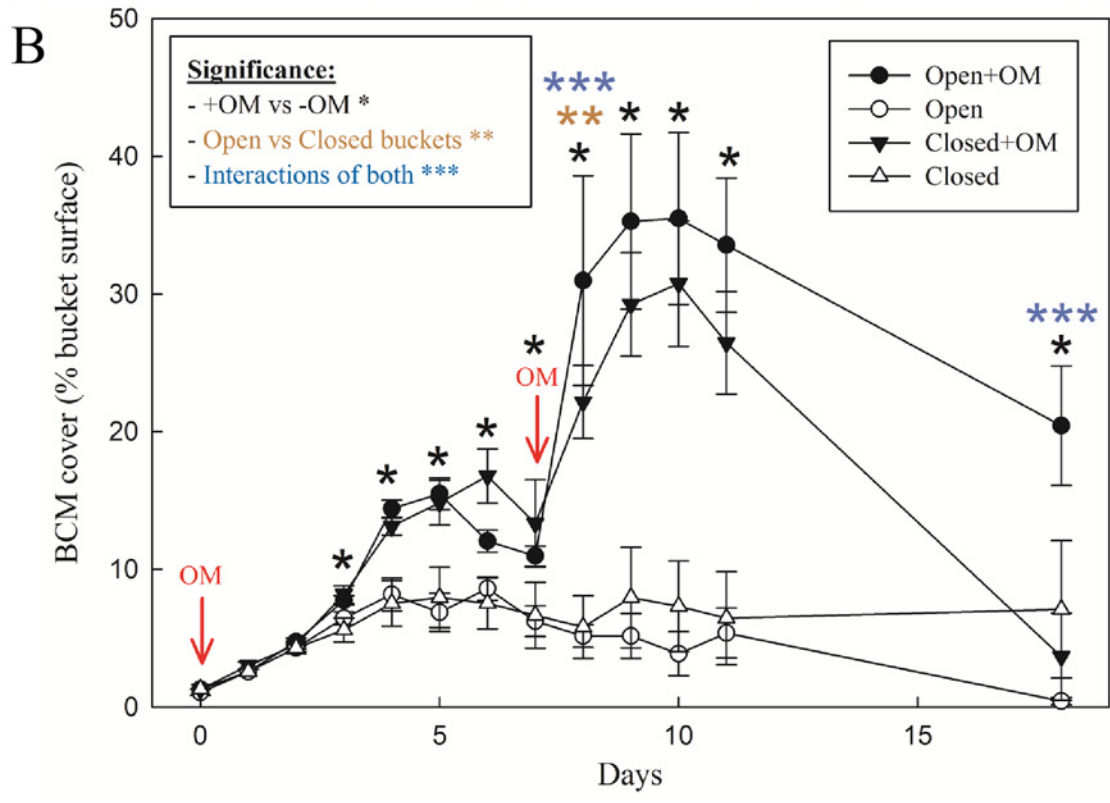 B
Significance:
- +OM vs -OM *
- Open vs Closed buckets **
- Interactions of both ***
Open+OM
Open
Closed+OM
Closed
BCM cover (% bucket surface)
50
40
30
20
10
0
***
**
*
*
*
*
***
*
*
OM
*
*
*
*
OM
0
5
10
15
Days